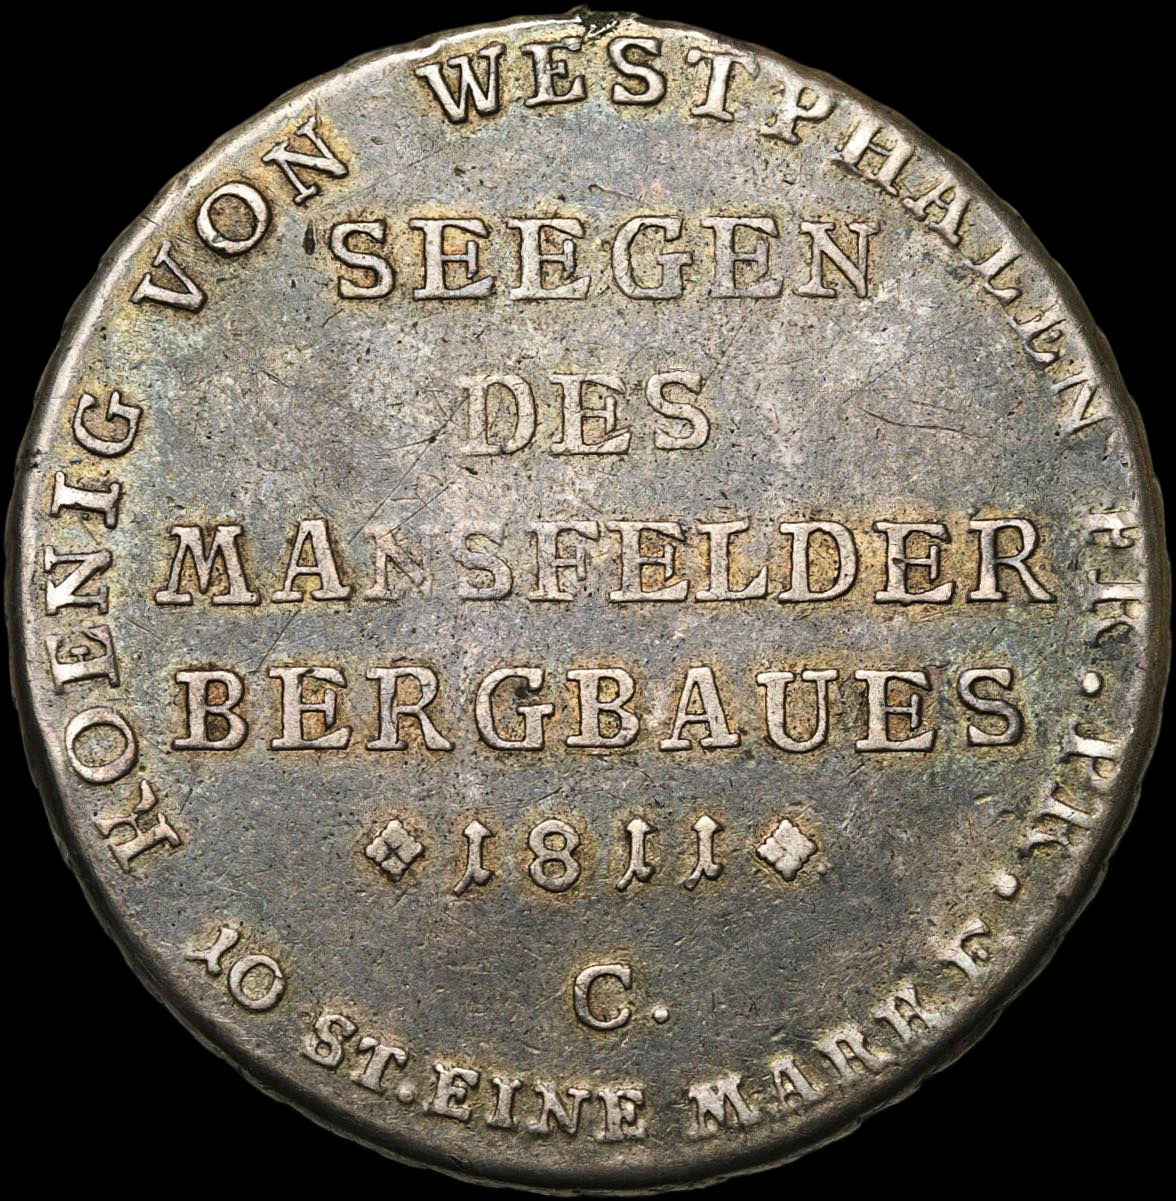 KOENIG VON WESTPHALEN FR. PR.
SEEGEN
DES
MANSFELDER
BERGBAUES
1811
C.
10 ST. EINE MARK F.